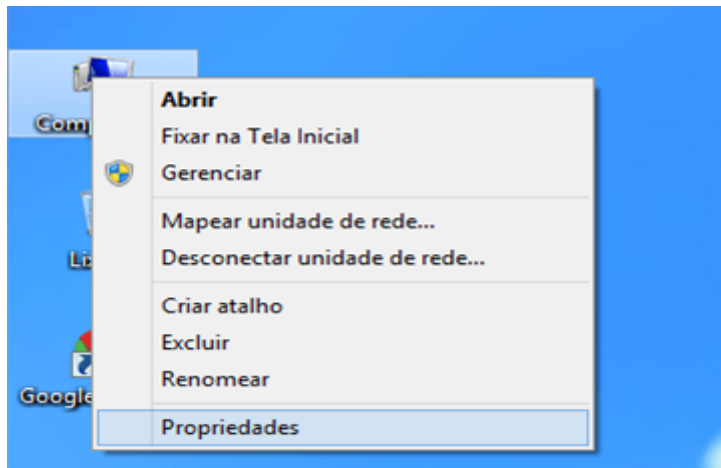 Abrir
Fixar na Tela Inicial
Gerenciar
Mapear unidade de rede...
Desconectar unidade de rede...
Criar atalho
Excluir
Renomear
Propriedades
Google